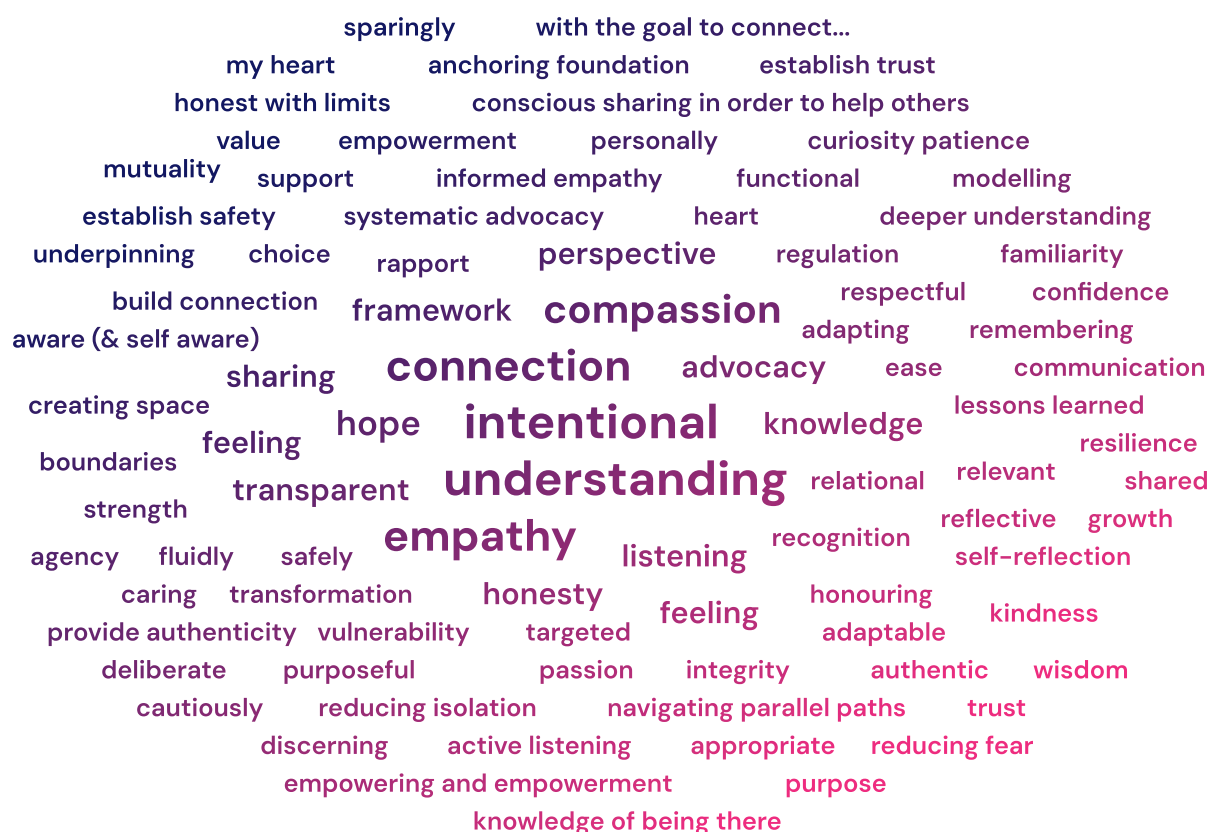 sparingly with the goal to connect...
my heart anchoring foundation establish trust
honest with limits conscious sharing in order to help others
value empowerment personally curiosity patience
mutuality
support informed empathy functional modelling
establish safety systematic advocacy heart deeper understanding
underpinning choice rapport perspective regulation familiarity
build connection framework compassion respectful confidence
aware (& self aware) adapting remembering
sharing connection advocacy ease communication
creating space hope intentional knowledge lessons learned
boundaries feeling resilience
transparent understanding relational relevant shared
strength reflective growth
agency fluidly safely empathy listening recognition self-reflection
caring transformation honesty feeling honouring kindness
provide authenticity vulnerability targeted adaptable
deliberate purposeful passion integrity authentic wisdom
cautiously reducing isolation navigating parallel paths trust
discerning active listening appropriate reducing fear
empowering and empowerment purpose
knowledge of being there